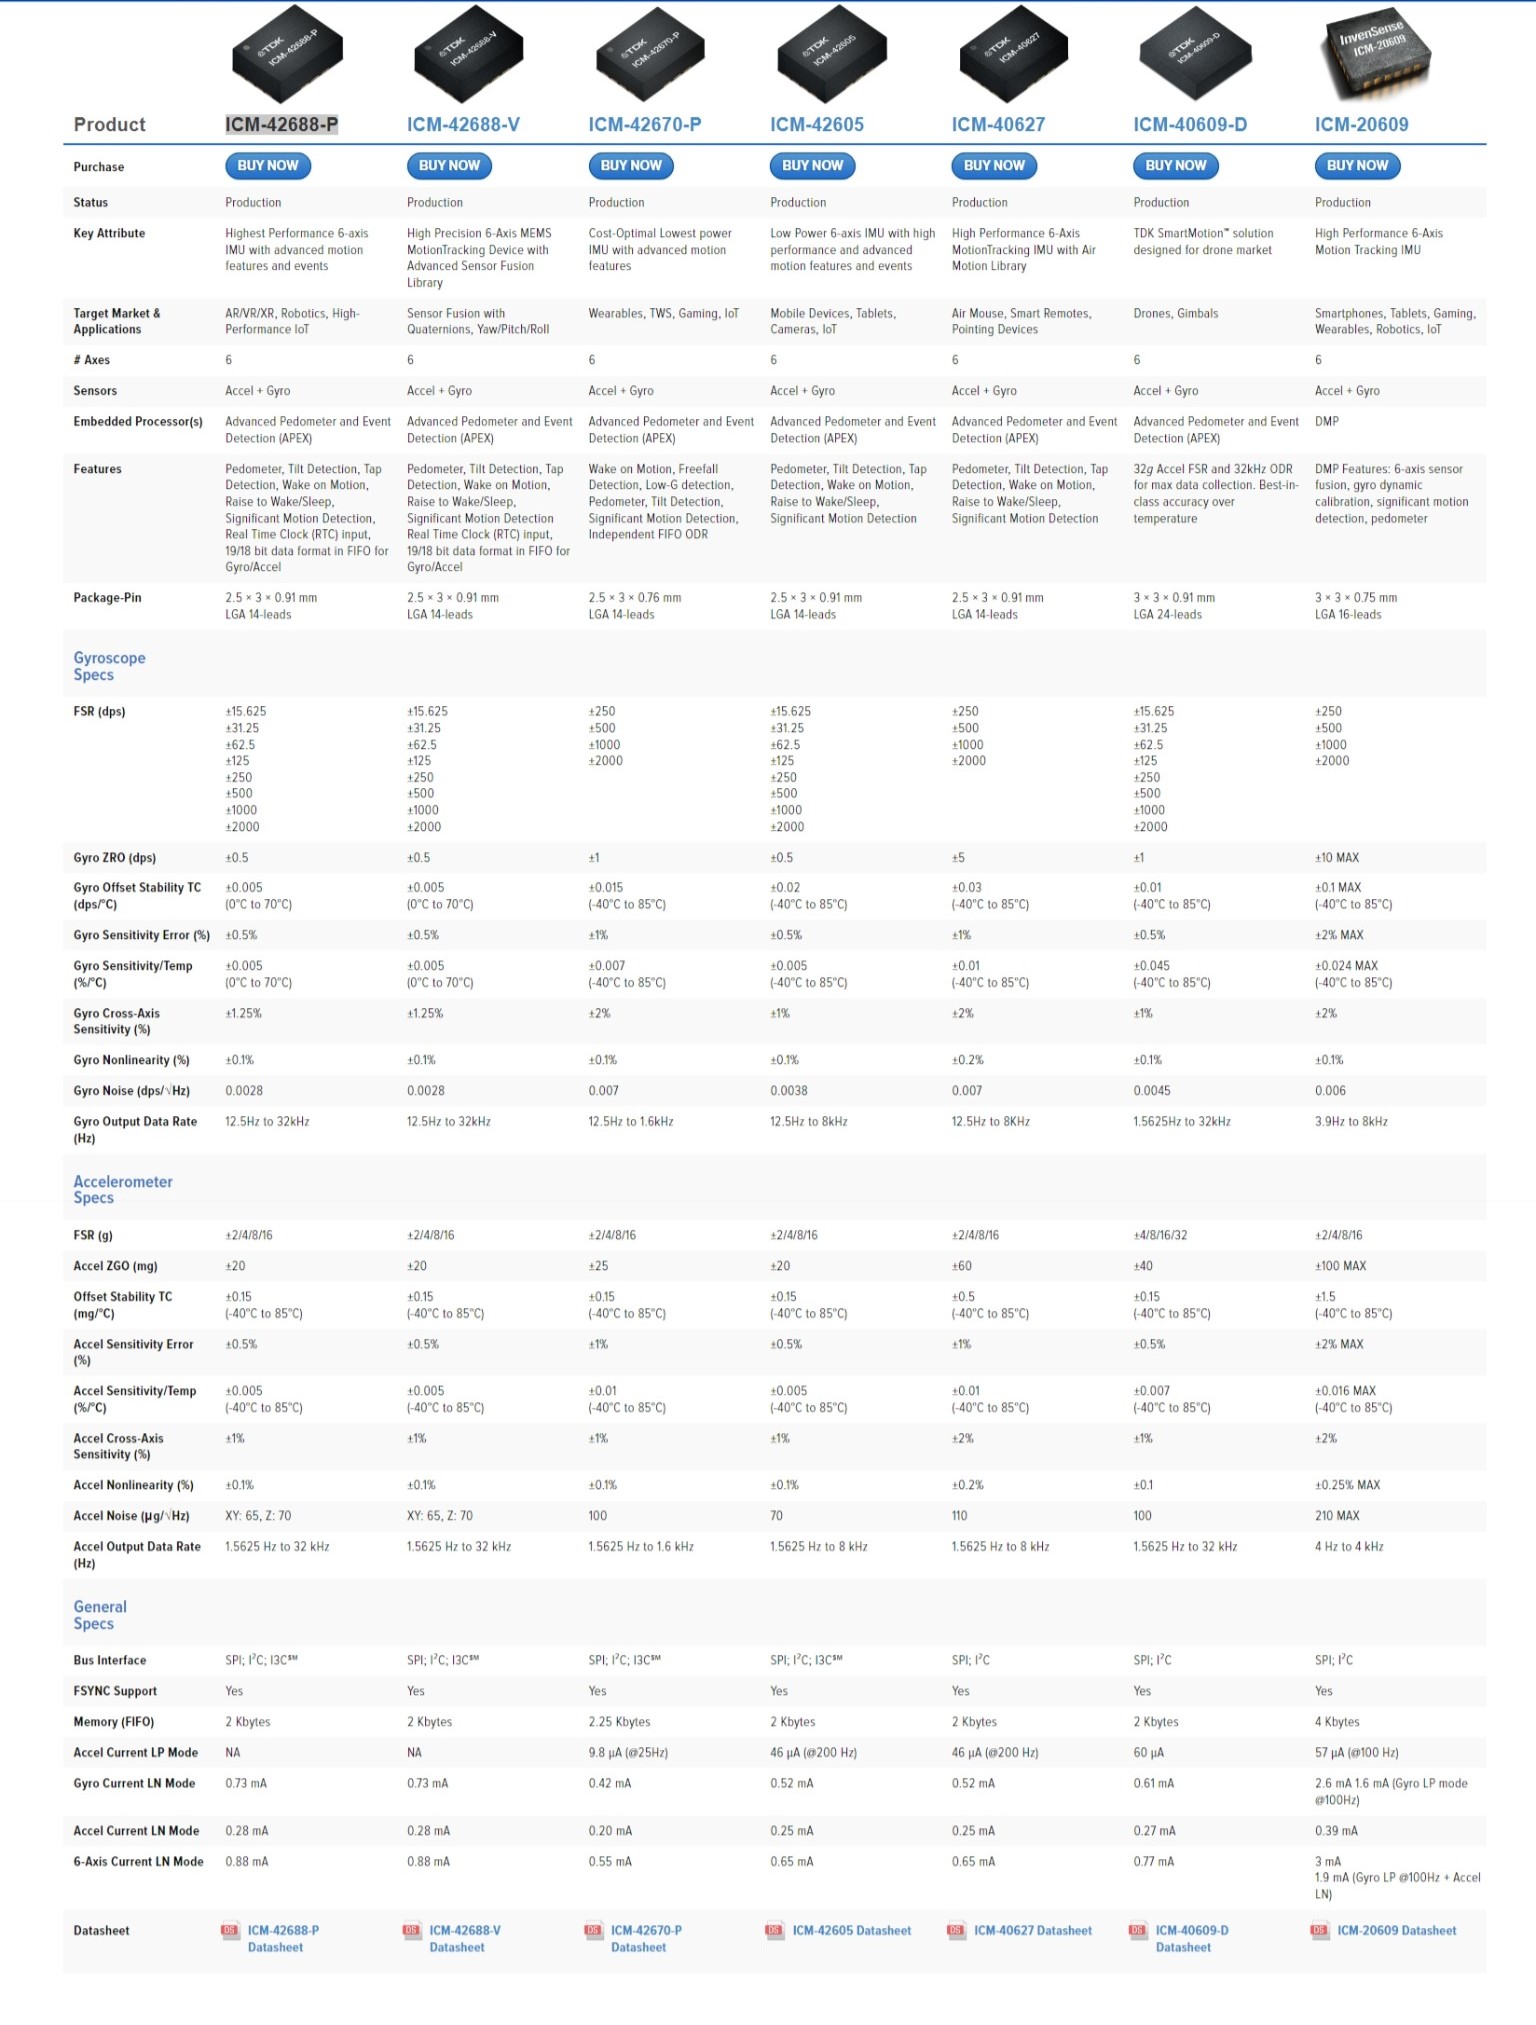 ©TDK ICM-42688-P
©TDK ICM-42688-V
©TDK ICM-42670-P
©TDK ICM-42605
©TDK ICM-40627
©TDK ICM-40609-D
InvenSense ICM-20609
Product ICM-42688-P ICM-42688-V ICM-42670-P ICM-42605 ICM-40627 ICM-40609-D ICM-20609
Purchase BUY NOW BUY NOW BUY NOW BUY NOW BUY NOW BUY NOW BUY NOW
Status Production Production Production Production Production Production Production
Key Attribute Highest Performance 6-axis High Precision 6-Axis MEMS Cost-Optimal Lowest power Low Power 6-axis IMU with high High Performance 6-Axis TDK SmartMotion™ solution High Performance 6-Axis
IMU with advanced motion MotionTracking Device with IMU with advanced motion performance and advanced MotionTracking IMU with Air designed for drone market Motion Tracking IMU
features and events Advanced Sensor Fusion features motion features and events Motion Library
Library
Target Market & AR/VR/XR, Robotics, High- Sensor Fusion with Wearables, TWS, Gaming, IoT Mobile Devices, Tablets, Air Mouse, Smart Remotes, Drones, Gimbals Smartphones, Tablets, Gaming,
Applications Performance IoT Quaternions, Yaw/Pitch/Roll Cameras, IoT Pointing Devices Wearables, Robotics, IoT
# Axes 6 6 6 6 6 6 6
Sensors Accel + Gyro Accel + Gyro Accel + Gyro Accel + Gyro Accel + Gyro Accel + Gyro Accel + Gyro
Embedded Processor(s) Advanced Pedometer and Event Advanced Pedometer and Event Advanced Pedometer and Event Advanced Pedometer and Event Advanced Pedometer and Event Advanced Pedometer and Event DMP
Detection (APEX) Detection (APEX) Detection (APEX) Detection (APEX) Detection (APEX) Detection (APEX)
Features Pedometer, Tilt Detection, Tap Pedometer, Tilt Detection, Tap Wake on Motion, Freefall Pedometer, Tilt Detection, Tap Pedometer, Tilt Detection, Tap 32g Accel FSR and 32kHz ODR DMP Features: 6-axis sensor
Detection, Wake on Motion, Detection, Wake on Motion, Detection, Low-G detection, Detection, Wake on Motion, Detection, Wake on Motion, for max data collection. Best-in- fusion, gyro dynamic
Raise to Wake/Sleep, Raise to Wake/Sleep, Pedometer, Tilt Detection, Raise to Wake/Sleep, Raise to Wake/Sleep, class accuracy over calibration, significant motion
Significant Motion Detection, Significant Motion Detection Significant Motion Detection, Significant Motion Detection Significant Motion Detection temperature detection, pedometer
Real Time Clock (RTC) input, Real Time Clock (RTC) input, Independent FIFO ODR
19/18 bit data format in FIFO for 19/18 bit data format in FIFO for
Gyro/Accel Gyro/Accel
Package-Pin 2.5 × 3 × 0.91 mm 2.5 × 3 × 0.91 mm 2.5 × 3 × 0.76 mm 2.5 × 3 × 0.91 mm 2.5 × 3 × 0.91 mm 3 × 3 × 0.91 mm 3 × 3 × 0.75 mm
LGA 14-leads LGA 14-leads LGA 14-leads LGA 14-leads LGA 14-leads LGA 24-leads LGA 16-leads
Gyroscope
Specs
FSR (dps) ±15.625 ±15.625 ±250 ±15.625 ±250 ±15.625 ±250
±31.25 ±31.25 ±500 ±31.25 ±500 ±31.25 ±500
±62.5 ±62.5 ±1000 ±62.5 ±1000 ±62.5 ±1000
±125 ±125 ±2000 ±125 ±2000 ±125 ±2000
±250 ±250 ±250 ±250
±500 ±500 ±500 ±500
±1000 ±1000 ±1000 ±1000
±2000 ±2000 ±2000 ±2000
Gyro ZRO (dps) ±0.5 ±0.5 ±1 ±0.5 ±5 ±1 ±10 MAX
Gyro Offset Stability TC ±0.005 ±0.005 ±0.015 ±0.02 ±0.03 ±0.01 ±0.1 MAX
(dps/°C) (0°C to 70°C) (0°C to 70°C) (-40°C to 85°C) (-40°C to 85°C) (-40°C to 85°C) (-40°C to 85°C) (-40°C to 85°C)
Gyro Sensitivity Error (%) ±0.5% ±0.5% ±1% ±0.5% ±1% ±0.5% ±2% MAX
Gyro Sensitivity/Temp ±0.005 ±0.005 ±0.007 ±0.005 ±0.01 ±0.045 ±0.024 MAX
(%/°C) (0°C to 70°C) (0°C to 70°C) (-40°C to 85°C) (-40°C to 85°C) (-40°C to 85°C) (-40°C to 85°C) (-40°C to 85°C)
Gyro Cross-Axis ±1.25% ±1.25% ±2% ±1% ±2% ±1% ±2%
Sensitivity (%)
Gyro Nonlinearity (%) ±0.1% ±0.1% ±0.1% ±0.1% ±0.2% ±0.1% ±0.1%
Gyro Noise (dps/√Hz) 0.0028 0.0028 0.007 0.0038 0.007 0.0045 0.006
Gyro Output Data Rate 12.5Hz to 32kHz 12.5Hz to 32kHz 12.5Hz to 1.6kHz 12.5Hz to 8kHz 12.5Hz to 8KHz 1.5625Hz to 32kHz 3.9Hz to 8kHz
(Hz)
Accelerometer
Specs
FSR (g) ±2/4/8/16 ±2/4/8/16 ±2/4/8/16 ±2/4/8/16 ±2/4/8/16 ±4/8/16/32 ±2/4/8/16
Accel ZGO (mg) ±20 ±20 ±25 ±20 ±60 ±40 ±100 MAX
Offset Stability TC ±0.15 ±0.15 ±0.15 ±0.15 ±0.5 ±0.15 ±1.5
(mg/°C) (-40°C to 85°C) (-40°C to 85°C) (-40°C to 85°C) (-40°C to 85°C) (-40°C to 85°C) (-40°C to 85°C) (-40°C to 85°C)
Accel Sensitivity Error ±0.5% ±0.5% ±1% ±0.5% ±1% ±0.5% ±2% MAX
(%)
Accel Sensitivity/Temp ±0.005 ±0.005 ±0.01 ±0.005 ±0.01 ±0.007 ±0.016 MAX
(%/°C) (-40°C to 85°C) (-40°C to 85°C) (-40°C to 85°C) (-40°C to 85°C) (-40°C to 85°C) (-40°C to 85°C) (-40°C to 85°C)
Accel Cross-Axis ±1% ±1% ±1% ±1% ±2% ±1% ±2%
Sensitivity (%)
Accel Nonlinearity (%) ±0.1% ±0.1% ±0.1% ±0.1% ±0.2% ±0.1 ±0.25% MAX
Accel Noise (µg/√Hz) XY: 65, Z: 70 XY: 65, Z: 70 100 70 110 100 210 MAX
Accel Output Data Rate 1.5625 Hz to 32 kHz 1.5625 Hz to 32 kHz 1.5625 Hz to 1.6 kHz 1.5625 Hz to 8 kHz 1.5625 Hz to 8 kHz 1.5625 Hz to 32 kHz 4 Hz to 4 kHz
(Hz)
General
Specs
Bus Interface SPI; I²C; I3C℠ SPI; I²C; I3C℠ SPI; I²C; I3C℠ SPI; I²C; I3C℠ SPI; I²C SPI; I²C SPI; I²C
FSYNC Support Yes Yes Yes Yes Yes Yes Yes
Memory (FIFO) 2 Kbytes 2 Kbytes 2.25 Kbytes 2 Kbytes 2 Kbytes 2 Kbytes 4 Kbytes
Accel Current LP Mode NA NA 9.8 µA (@25Hz) 46 µA (@200 Hz) 46 µA (@200 Hz) 60 µA 57 µA (@100 Hz)
Gyro Current LN Mode 0.73 mA 0.73 mA 0.42 mA 0.52 mA 0.52 mA 0.61 mA 2.6 mA 1.6 mA (Gyro LP mode
@100Hz)
Accel Current LN Mode 0.28 mA 0.28 mA 0.20 mA 0.25 mA 0.25 mA 0.27 mA 0.39 mA
6-Axis Current LN Mode 0.88 mA 0.88 mA 0.55 mA 0.65 mA 0.65 mA 0.77 mA 3 mA
1.9 mA (Gyro LP @100Hz + Accel
LN)
Datasheet DS ICM-42688-P DS ICM-42688-V DS ICM-42670-P DS ICM-42605 Datasheet DS ICM-40627 Datasheet DS ICM-40609-D DS ICM-20609 Datasheet
Datasheet Datasheet Datasheet Datasheet